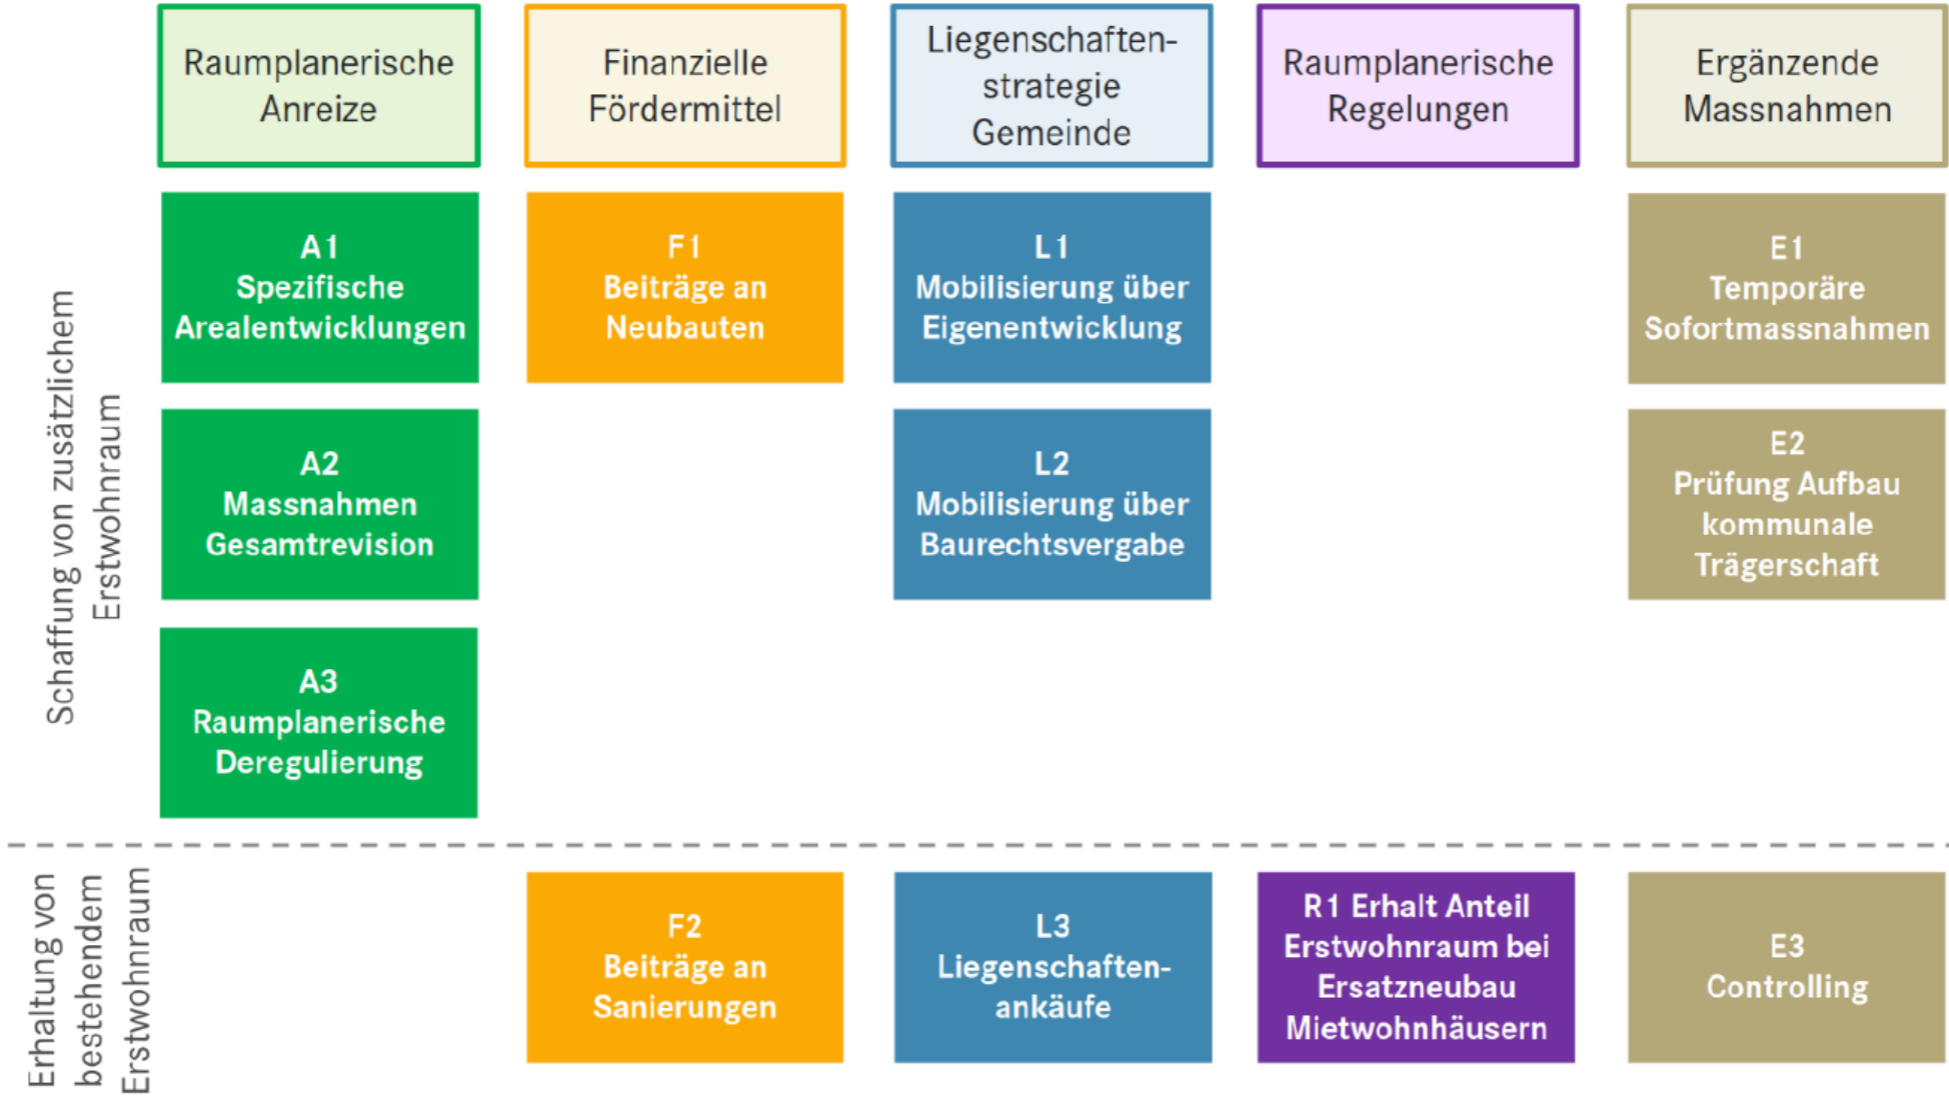 Raumplanerische
Anreize
Finanzielle
Fördermittel
Liegenschaften-
strategie
Gemeinde
Raumplanerische
Regelungen
Ergänzende
Massnahmen
Schaffung von zusätzlichem
Erstwohnraum
A1
Spezifische
Arealentwicklungen
F1
Beiträge an
Neubauten
L1
Mobilisierung über
Eigenentwicklung
E1
Temporäre
Sofortmassnahmen
A2
Massnahmen
Gesamtrevision
L2
Mobilisierung über
Baurechtsvergabe
E2
Prüfung Aufbau
kommunale
Trägerschaft
A3
Raumplanerische
Deregulierung
Erhaltung von
bestehendem
Erstwohnraum
F2
Beiträge an
Sanierungen
L3
Liegenschaften-
ankäufe
R1 Erhalt Anteil
Erstwohnraum bei
Ersatzneubau
Mietwohnhäusern
E3
Controlling